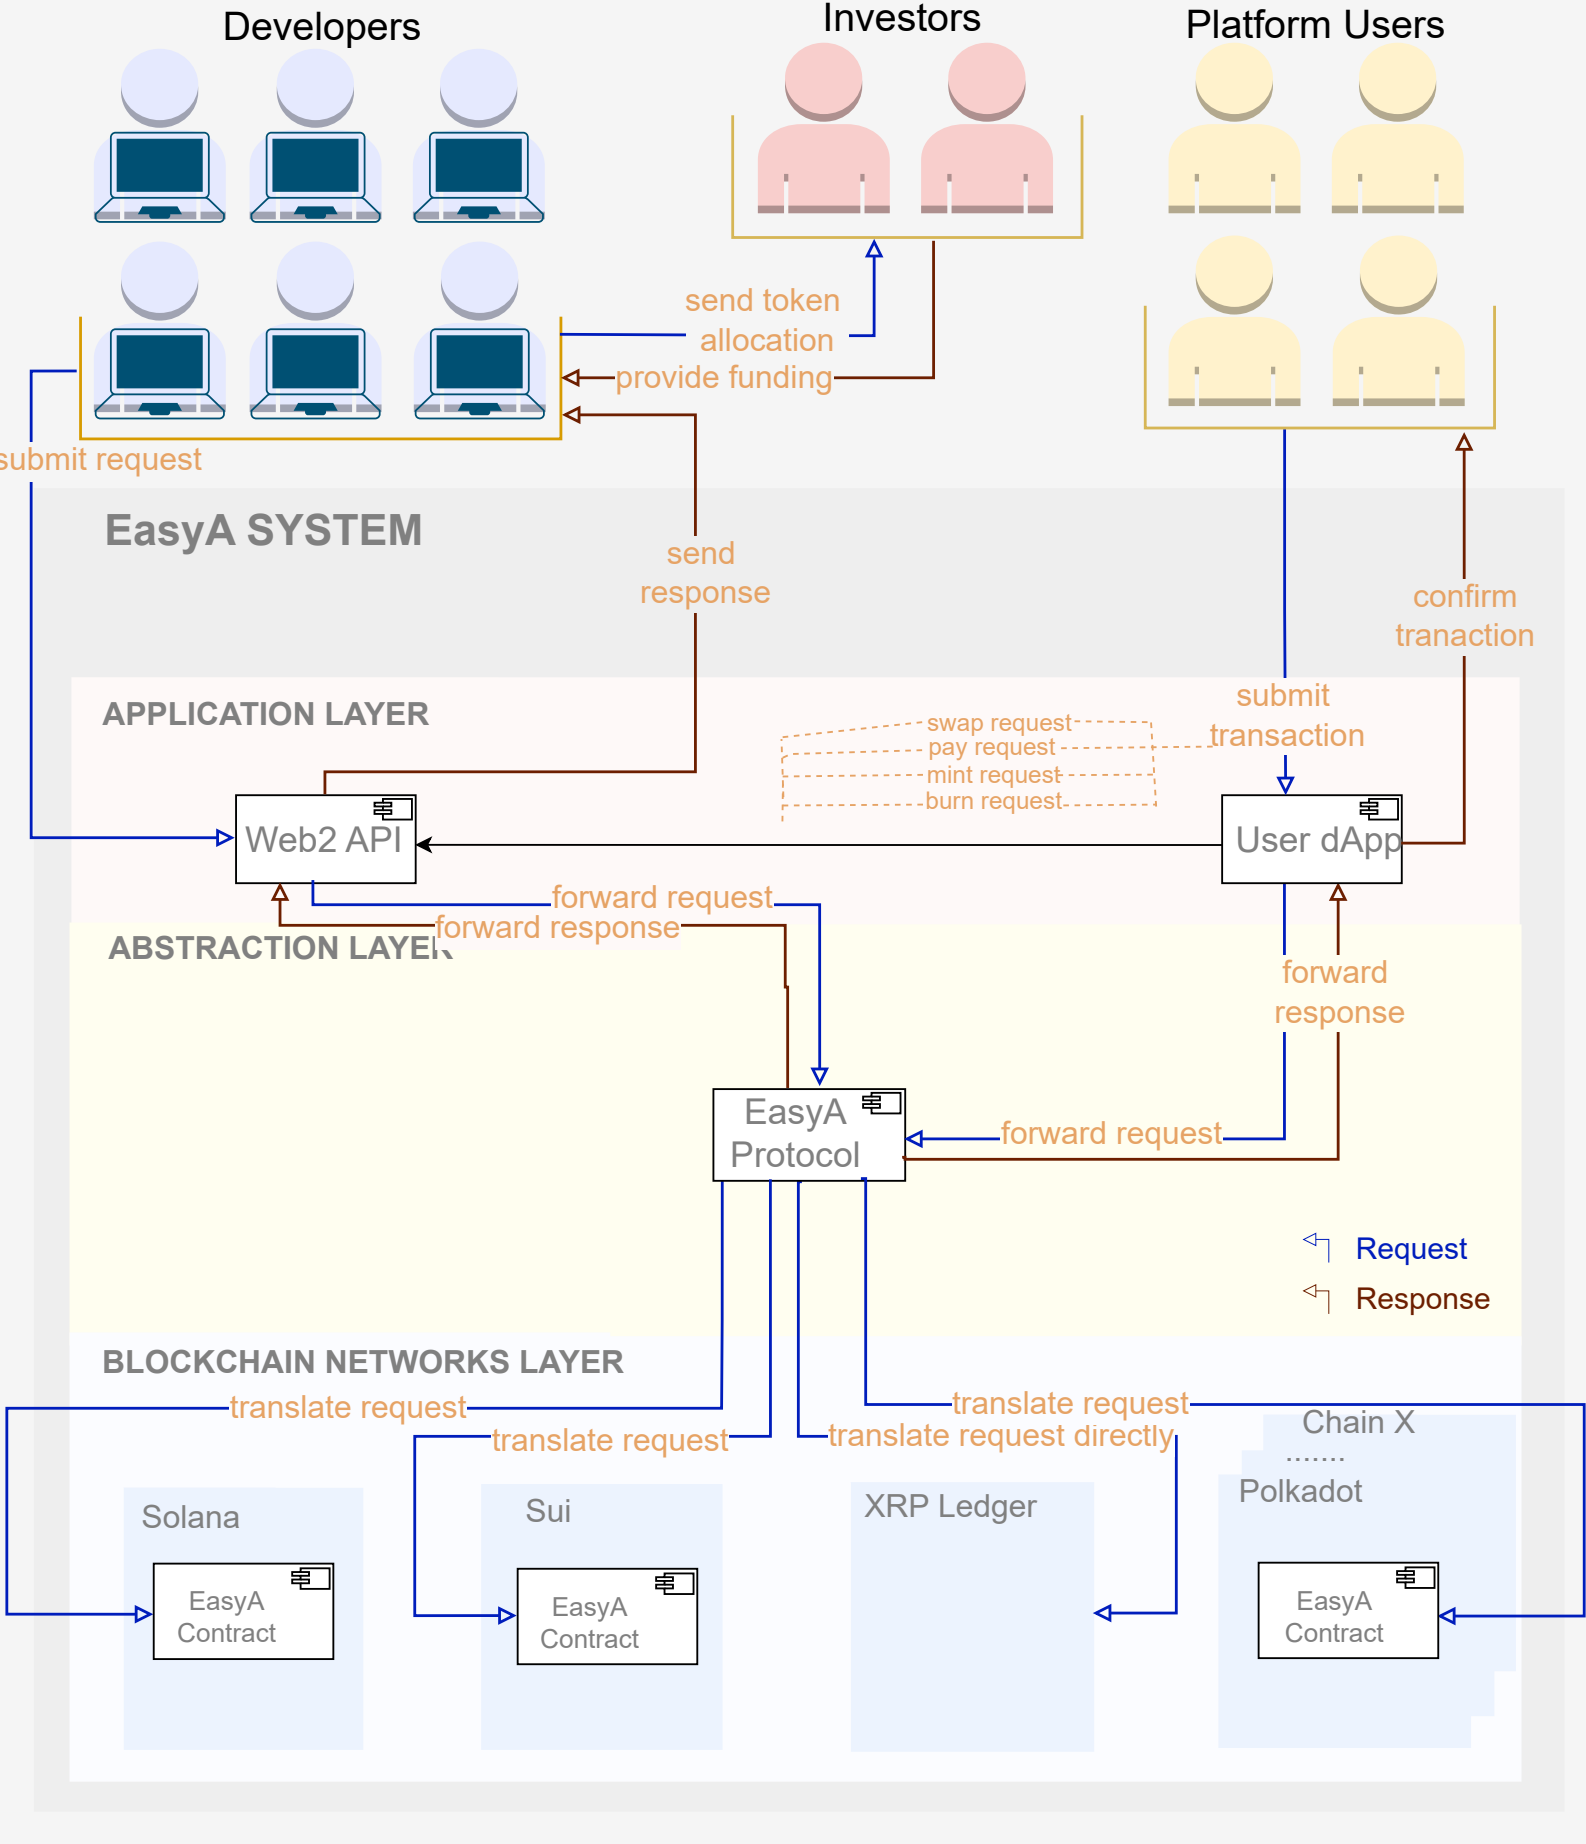 Developers
Investors
Platform Users
send token
allocation
provide funding
submit request
EasyA SYSTEM
send
response
confirm
tranaction
APPLICATION LAYER
submit
transaction
swap request
pay request
mint request
burn request
Web2 API
User dApp
forward request
forward response
ABSTRACTION LAYER
forward
response
EasyA
Protocol
forward request
Request
Response
BLOCKCHAIN NETWORKS LAYER
translate request
translate request
translate request
translate request directly
Chain X
.......
Polkadot
Solana
Sui
XRP Ledger
EasyA
Contract
EasyA
Contract
EasyA
Contract